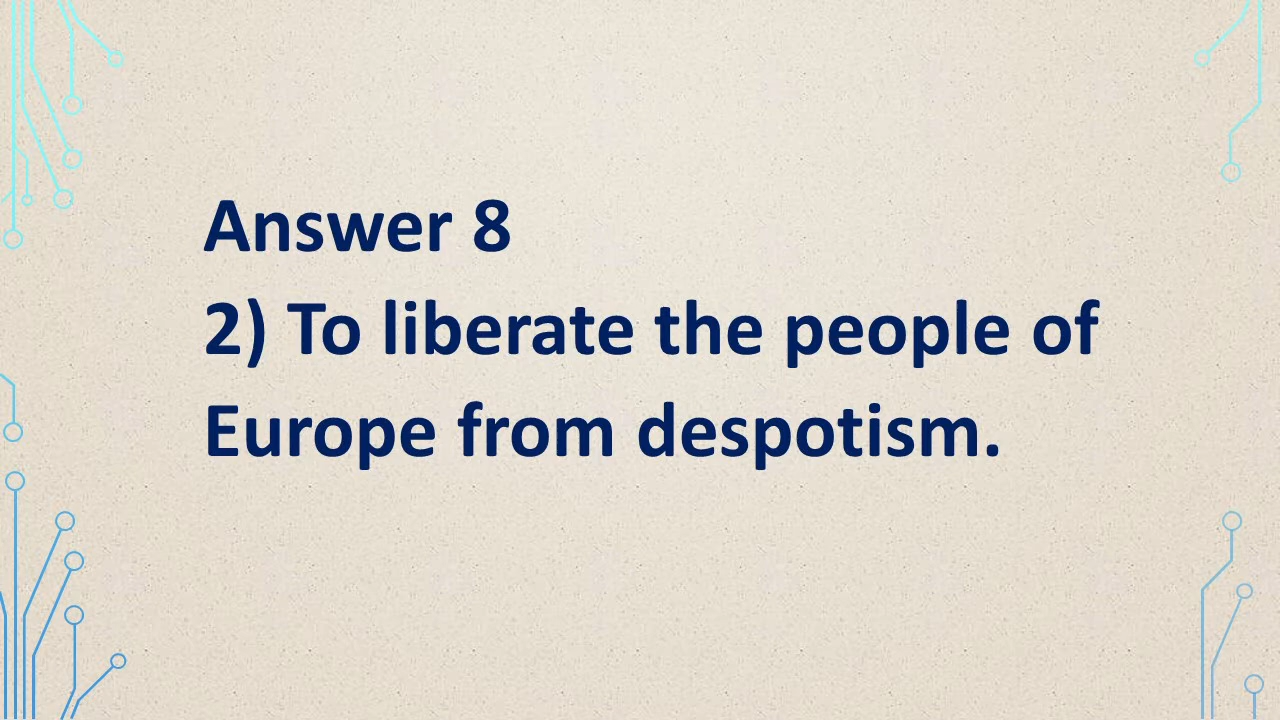 Answer 8
2) To liberate the people of
Europe from despotism.